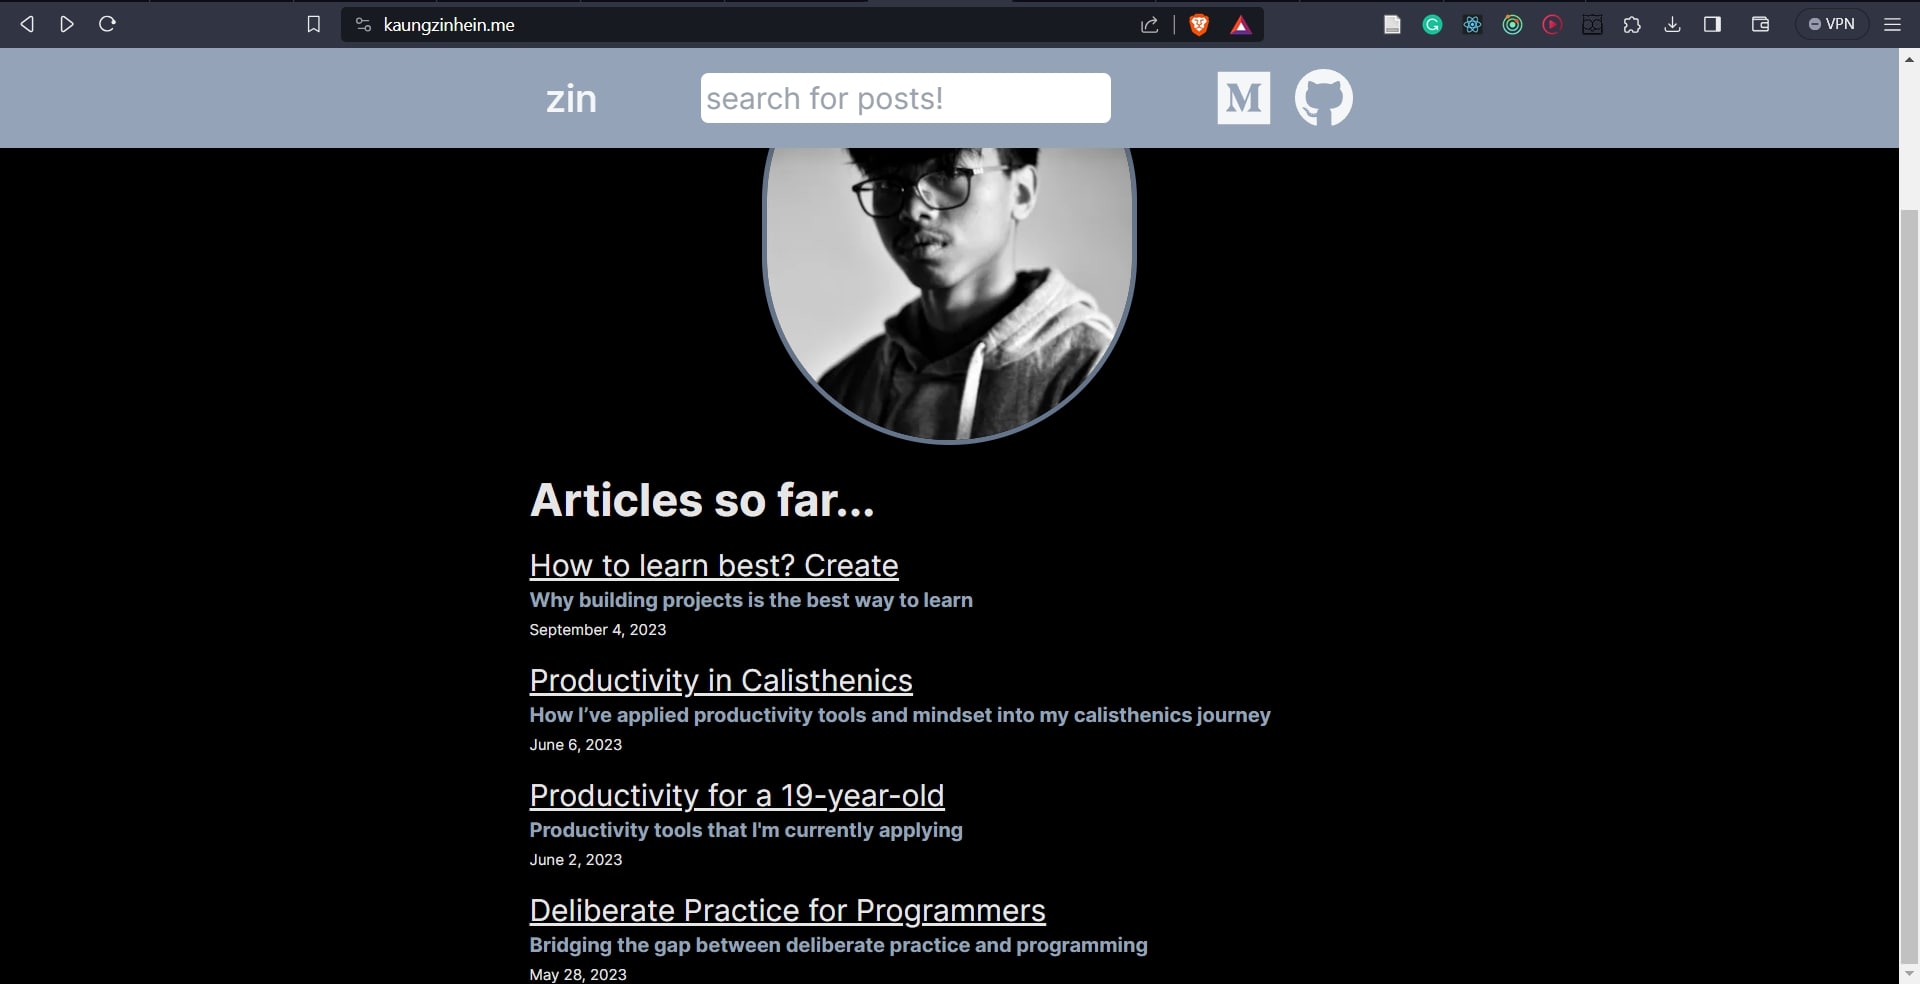 kaungzinhein.me
VPN
zin
search for posts!
M
Articles so far...
How to learn best? Create
Why building projects is the best way to learn
September 4, 2023
Productivity in Calisthenics
How I’ve applied productivity tools and mindset into my calisthenics journey
June 6, 2023
Productivity for a 19-year-old
Productivity tools that I'm currently applying
June 2, 2023
Deliberate Practice for Programmers
Bridging the gap between deliberate practice and programming
May 28, 2023